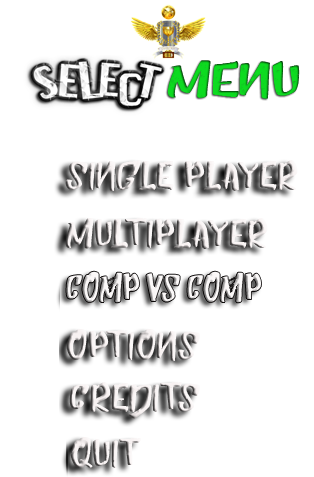 SELECT MENU
SINGLE PLAYER
MULTIPLAYER
COMP VS COMP
OPTIONS
CREDITS
QUIT